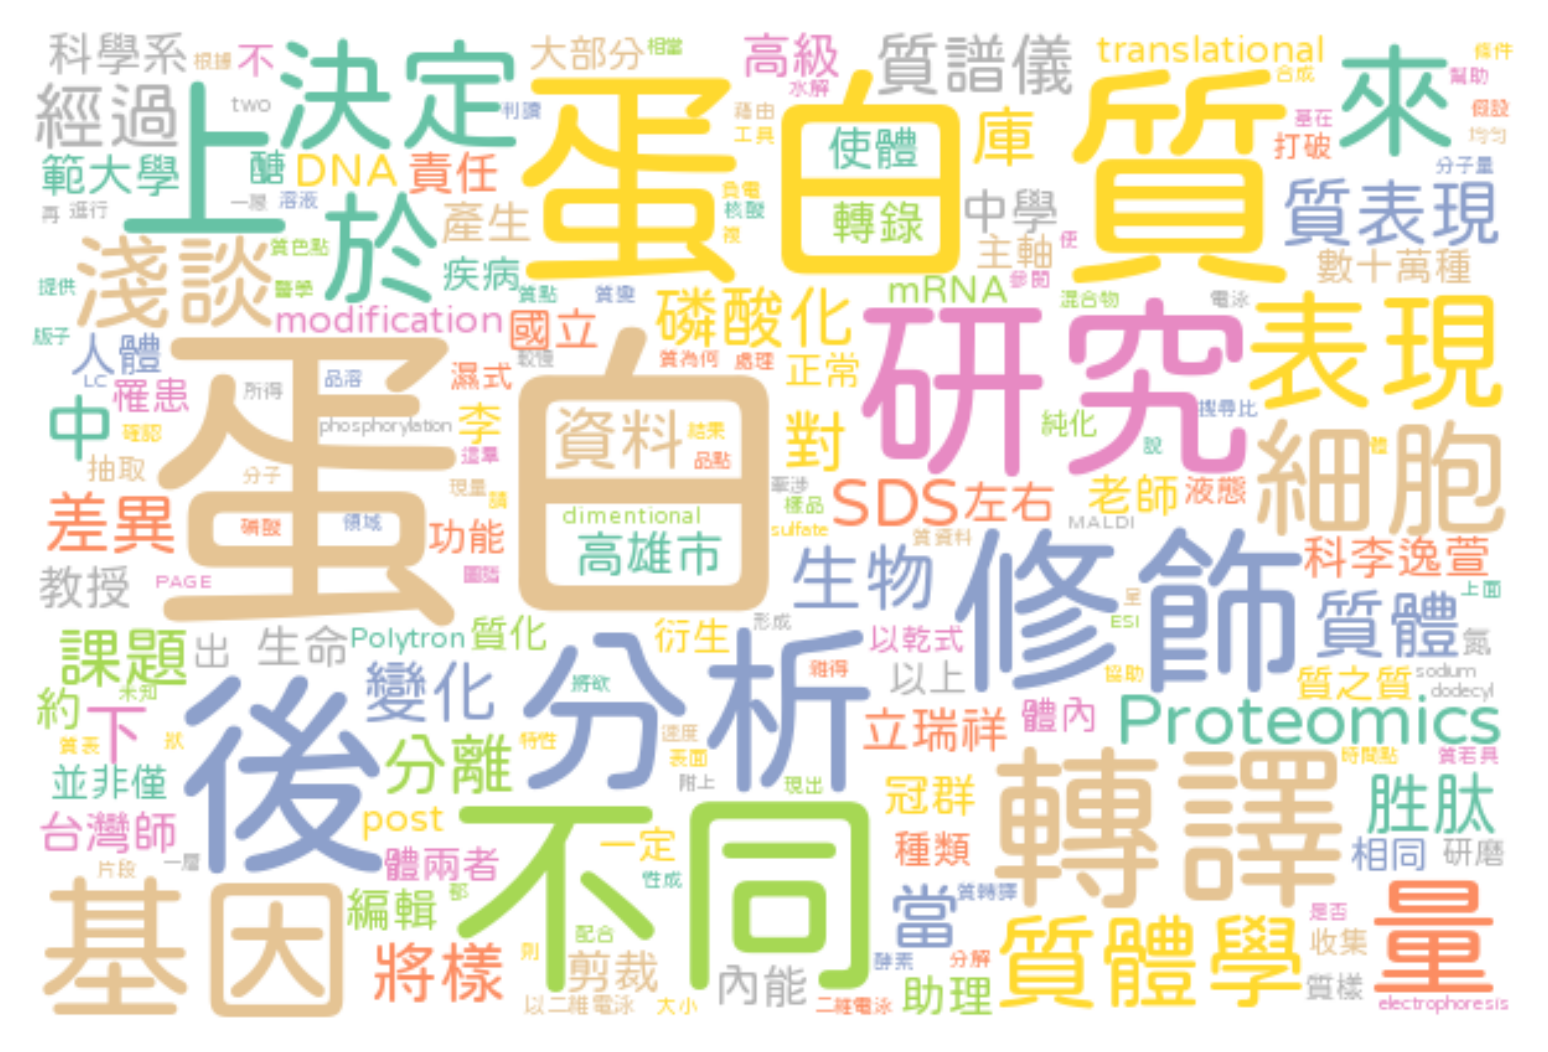 科學系
根據
不
決定
大部分
相當
高級
質譜儀
translational
合成
來
條件
幫助
經過
two
上
判讀
蛋白
質
水解
藉由
工具
使體
庫
基在
打破
假設
均勻
範大學
醣
DNA
責任
分子量
再
進行
一級
溶液
於
產生
負電
核酸
複
轉錄
中學
質表現
淺談
質色點
疾病
主軸
便
數十萬種
提供
醫學
質點
質變
mRNA
參閱
混合物
電泳
modification
國立
磷酸化
研究
表現
版子
人體
蛋白
較慢
質為何
處理
正常
LC
罹患
所得
品溶
濕式
搜尋比
中
確認
phosphorylation
李
資料
結果
對
純化
說
細胞
體
抽取
分子
這羣
品點
現量
請
牽涉
樣品
老師
液態
差異
磷酸
領域
功能
dimentional
sulfate
SDS
左右
MALDI
高雄市
質資料
修飾
科李逸萱
教授
PAGE
圖譜
生物
呈
質體
上面
課題
出
生命
Polytron
質化
衍生
形成
以乾式
ESI
氮
約
未知
下
變化
分析
將欲
雜得
以上
協助
質之質
sodium
dodecyl
質表
狀
後
特性
速度
表面
立瑞祥
體內
Proteomics
並非僅
分離
附上
現出
轉譯
時間點
質若具
台灣師
post
不同
冠群
胜肽
片段
一層
體兩者
一定
種類
相同
研磨
基因
編輯
都
性成
當
質轉譯
量
將樣
則
配合
剪裁
內能
酵素
分解
質體學
是否
收集
以二維電泳
大小
二維電泳
助理
質樣
electrophoresis